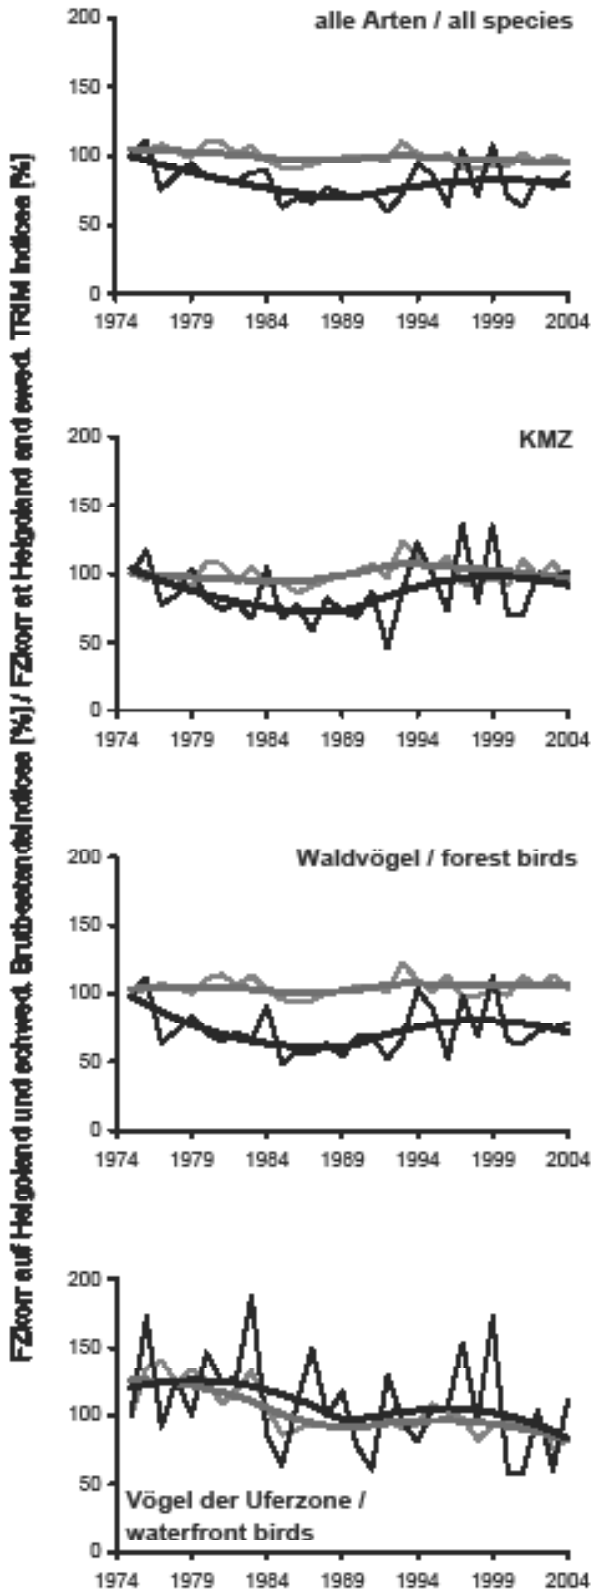 FZkorr auf Helgoland und schwed. Brutbestandsindices [%] / FZkorr at Helgoland and swed. TRIM indices [%]
alle Arten / all species
200
150
100
50
0
1974 1979 1984 1989 1994 1999 2004
KMZ
200
150
100
50
0
1974 1979 1984 1989 1994 1999 2004
Waldvögel / forest birds
200
150
100
50
0
1974 1979 1984 1989 1994 1999 2004
200
150
100
50
0
Vögel der Uferzone /
waterfront birds
1974 1979 1984 1989 1994 1999 2004